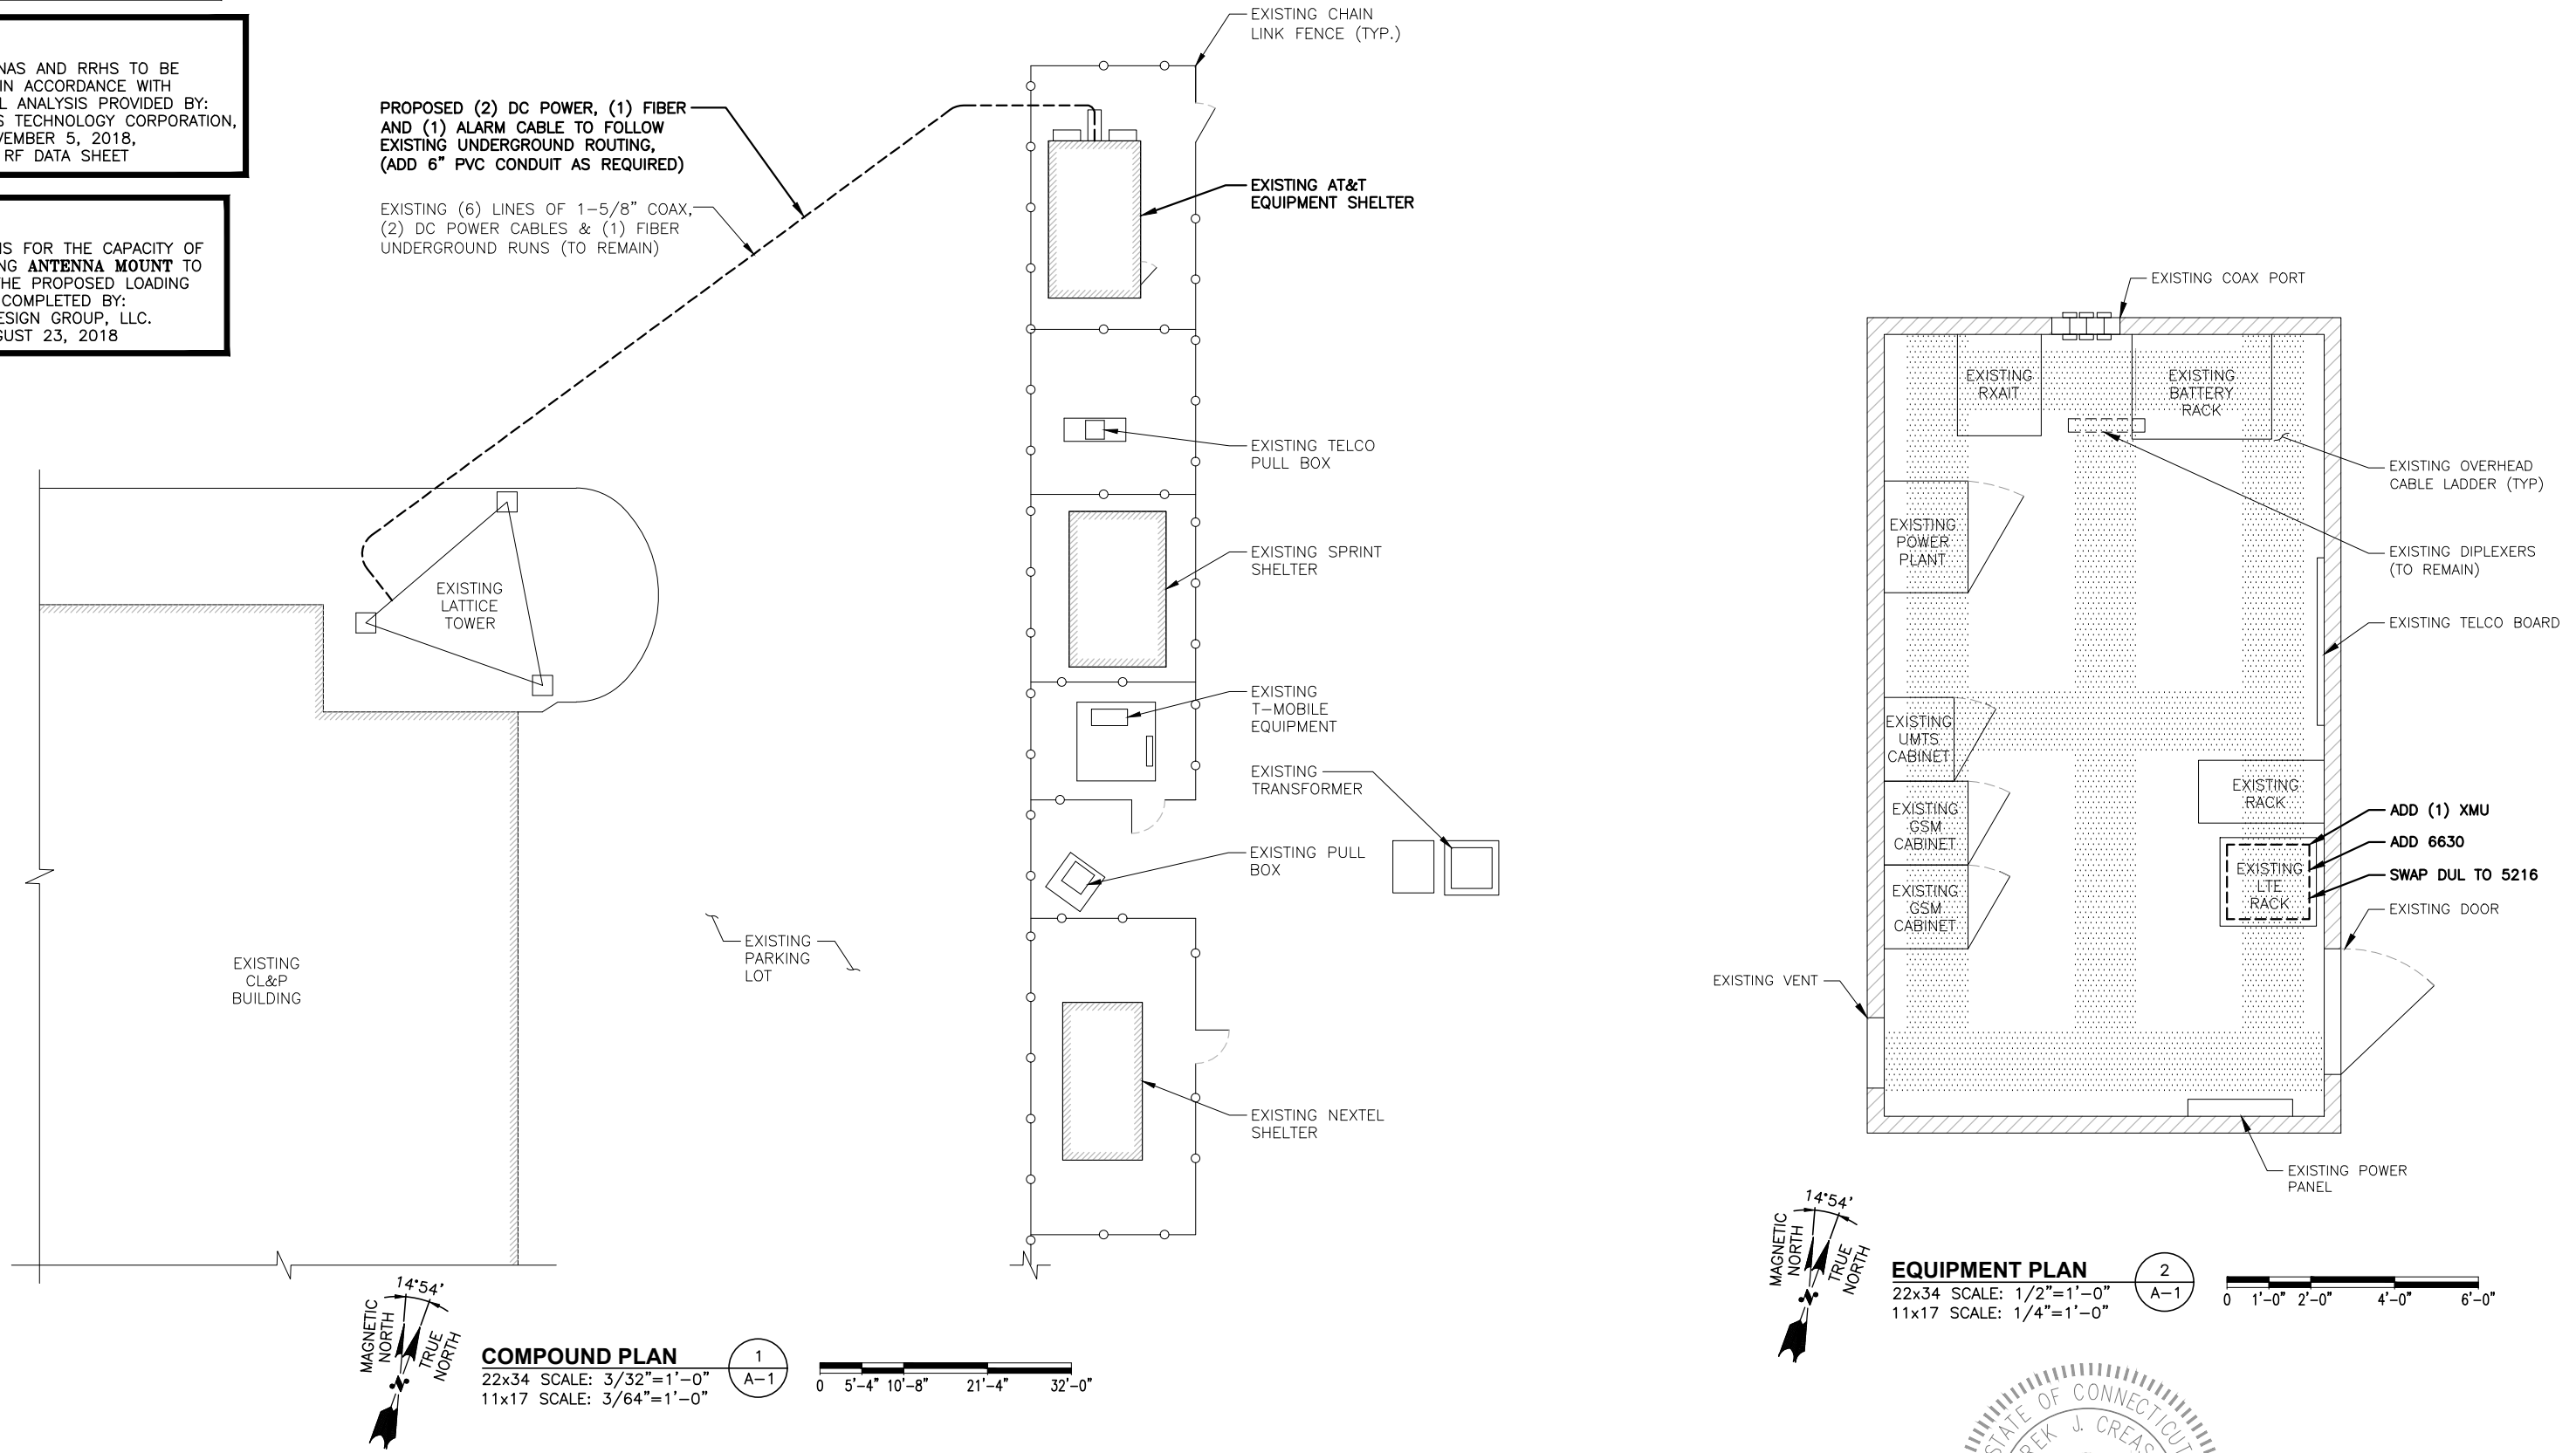 NAS AND RRHS TO BE
IN ACCORDANCE WITH
ANALYSIS PROVIDED BY:
TECHNOLOGY CORPORATION,
5, 2018,
RF DATA SHEET
FOR THE CAPACITY OF
ANTENNA MOUNT TO
THE PROPOSED LOADING
COMPLETED BY:
GROUP, LLC.
23, 2018
PROPOSED (2) DC POWER, (1) FIBER
AND (1) ALARM CABLE TO FOLLOW
EXISTING UNDERGROUND ROUTING,
(ADD 6" PVC CONDUIT AS REQUIRED)
EXISTING (6) LINES OF 1-5/8" COAX,
(2) DC POWER CABLES & (1) FIBER
UNDERGROUND RUNS (TO REMAIN)
EXISTING CHAIN
LINK FENCE (TYP.)
EXISTING AT&T
EQUIPMENT SHELTER
EXISTING TELCO
PULL BOX
EXISTING SPRINT
SHELTER
EXISTING
T-MOBILE
EQUIPMENT
EXISTING
TRANSFORMER
EXISTING PULL
BOX
EXISTING NEXTEL
SHELTER
EXISTING
LATTICE
TOWER
EXISTING
CL&P
BUILDING
EXISTING
PARKING
LOT
14°54'
MAGNETIC
NORTH
TRUE
NORTH
N
COMPOUND PLAN
22x34 SCALE: 3/32"=1'-0"
11x17 SCALE: 3/64"=1'-0"
1
A-1
0 5'-4" 10'-8" 21'-4" 32'-0"
EXISTING COAX PORT
EXISTING
RXAIT
EXISTING
BATTERY
RACK
EXISTING OVERHEAD
CABLE LADDER (TYP)
EXISTING
POWER
PLANT
EXISTING DIPLEXERS
(TO REMAIN)
EXISTING TELCO BOARD
EXISTING
UMTS
CABINET
EXISTING
GSM
CABINET
EXISTING
GSM
CABINET
EXISTING
RACK
EXISTING
LTE
RACK
ADD (1) XMU
ADD 6630
SWAP DUL TO 5216
EXISTING DOOR
EXISTING VENT
EXISTING POWER
PANEL
14°54'
MAGNETIC
NORTH
TRUE
NORTH
N
EQUIPMENT PLAN
22x34 SCALE: 1/2"=1'-0"
11x17 SCALE: 1/4"=1'-0"
2
A-1
0 1'-0" 2'-0" 4'-0" 6'-0"
STATE OF CONNECTICUT
J. CREAS